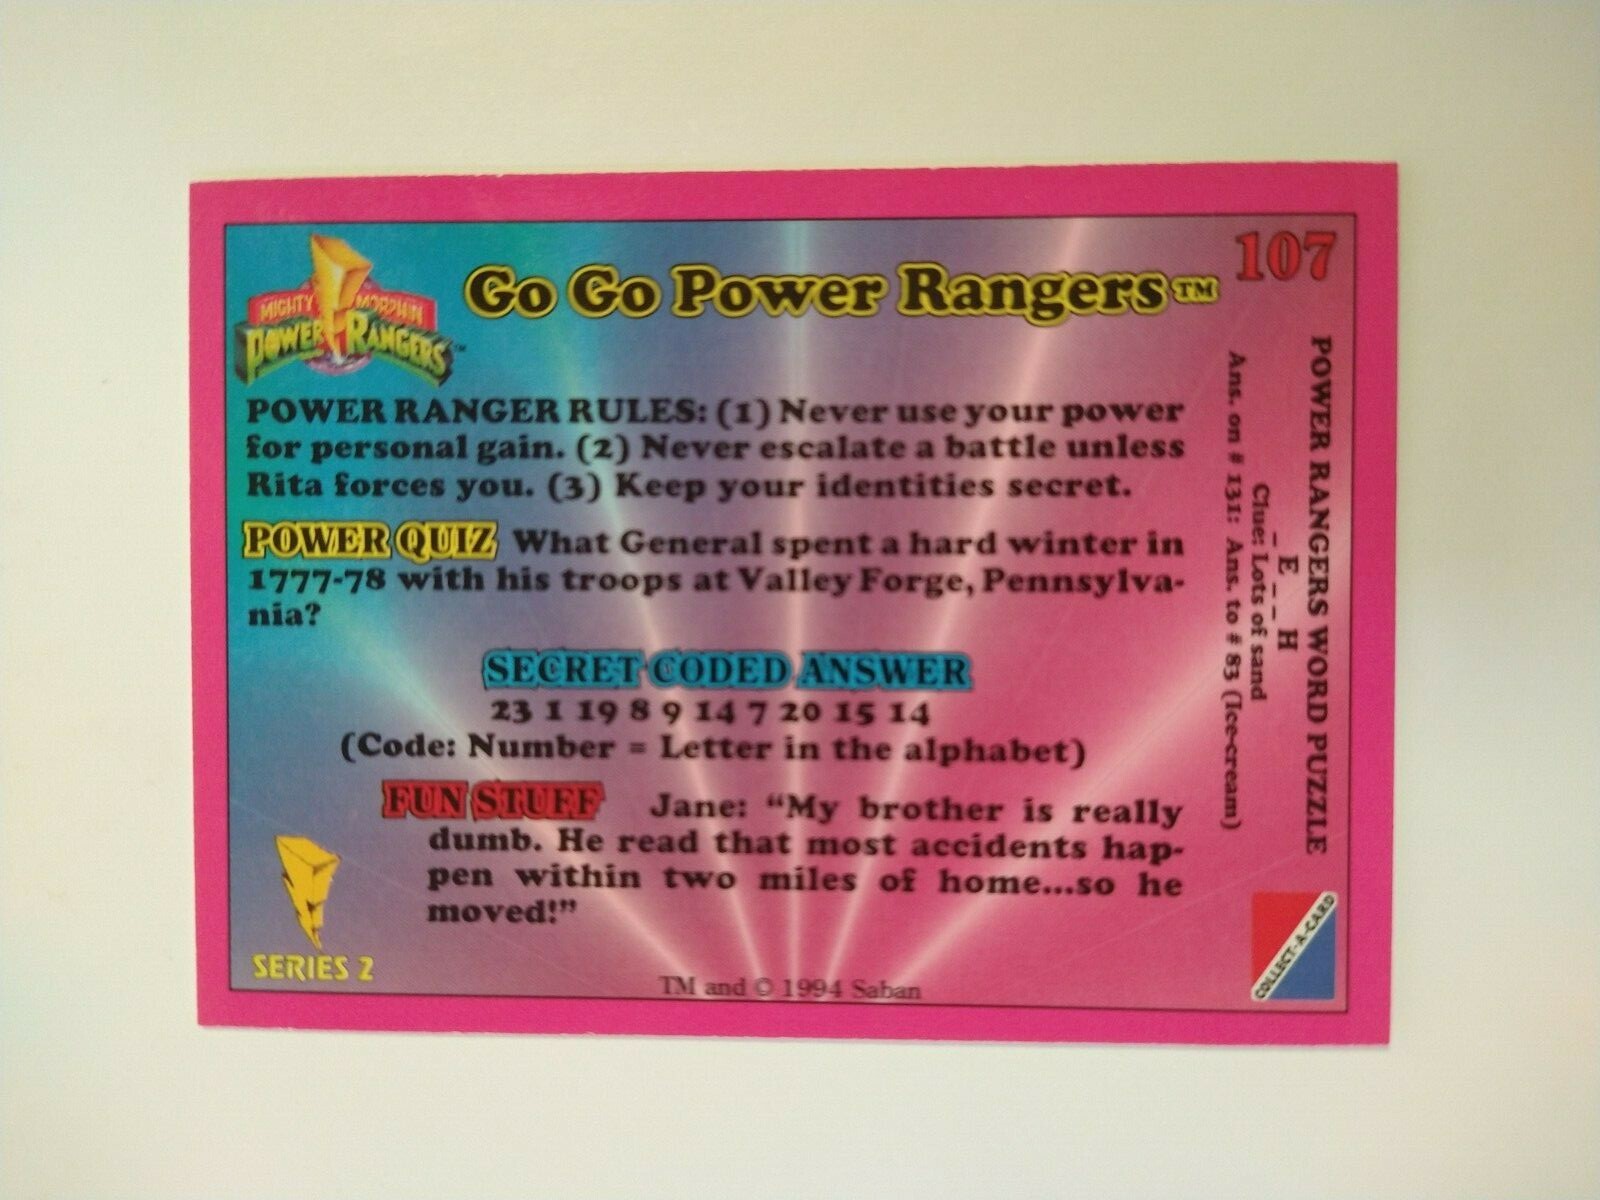 107
MIGHTY MORPHIN
POWER RANGERS™
Go Go Power Rangers™
POWER RANGER RULES: (1) Never use your power
for personal gain. (2) Never escalate a battle unless
Rita forces you. (3) Keep your identities secret.
POWER QUIZ What General spent a hard winter in
1777-78 with his troops at Valley Forge, Pennsylva-
nia?
SECRET CODED ANSWER
23 1 19 8 9 14 7 20 15 14
(Code: Number = Letter in the alphabet)
FUN STUFF Jane: “My brother is really
dumb. He read that most accidents hap-
pen within two miles of home...so he
moved!”
SERIES 2
TM and © 1994 Saban
POWER RANGERS WORD PUZZLE
_ E _ _ _ H
Clue: Lots of sand
Ans. on # 131: Ans. to # 83 (Ice-cream)
COLLECT-A-CARD